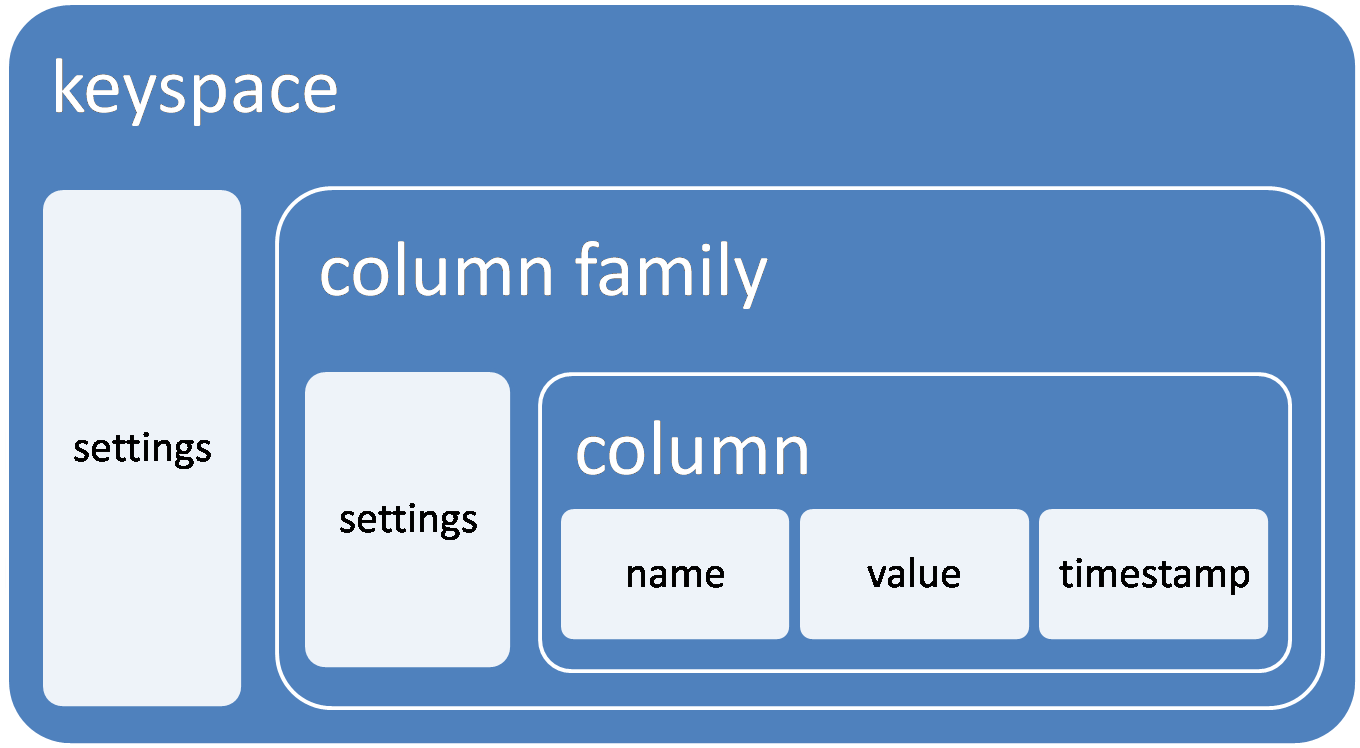 keyspace
settings
column family
settings
column
name
value
timestamp